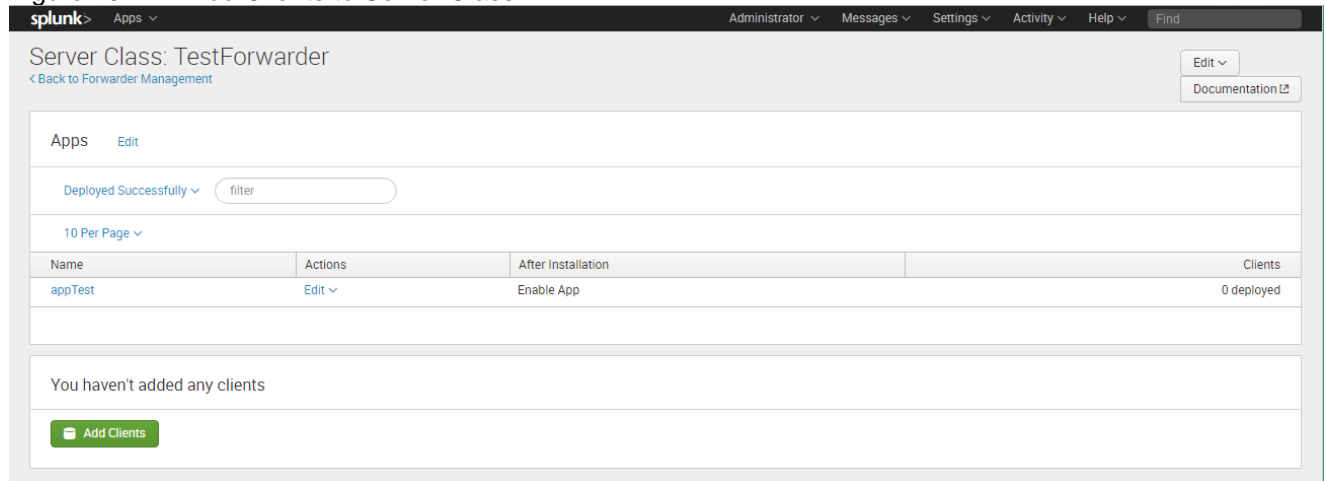 splunk> Apps Administrator Messages Settings Activity Help Find
Server Class: TestForwarder
< Back to Forwarder Management
Edit
Documentation
Apps Edit
Deployed Successfully filter
10 Per Page
Name Actions After Installation Clients
appTest Edit Enable App 0 deployed
You haven't added any clients
Add Clients